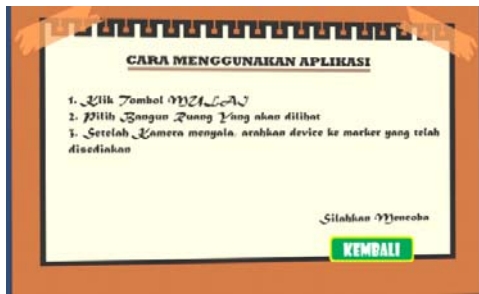 CARA MENGGUNAKAN APLIKASI
1. Klik Tombol MULAI
2. Pilih Bangun Ruang Yang akan dilihat
3. Setelah Kamera menyala, arahkan device ke marker yang telah
disediakan
Silahkan Mencoba
KEMBALI